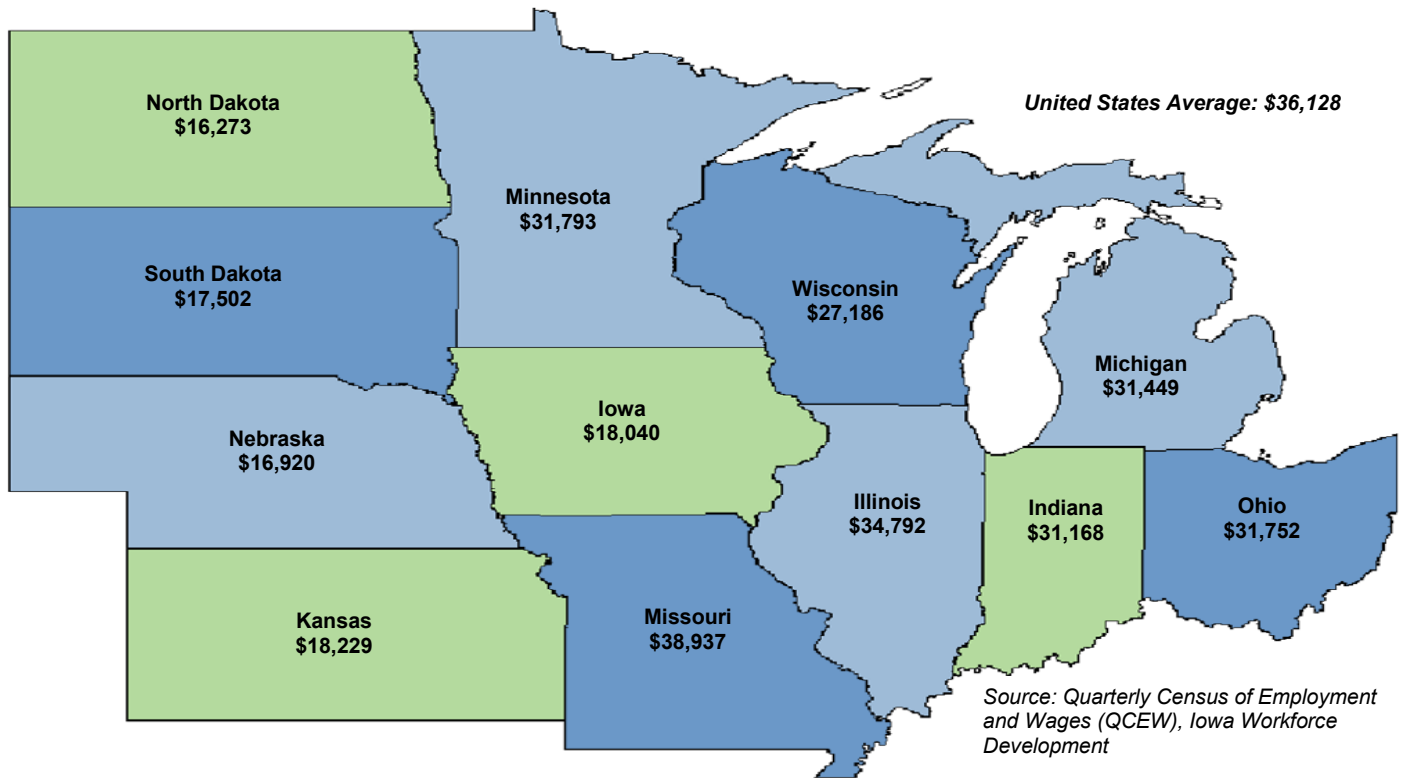 North Dakota
$16,273
United States Average: $36,128
Minnesota
$31,793
South Dakota
$17,502
Wisconsin
$27,186
Michigan
$31,449
Iowa
$18,040
Nebraska
$16,920
Illinois
$34,792
Indiana
$31,168
Ohio
$31,752
Kansas
$18,229
Missouri
$38,937
Source: Quarterly Census of Employment
and Wages (QCEW), Iowa Workforce
Development